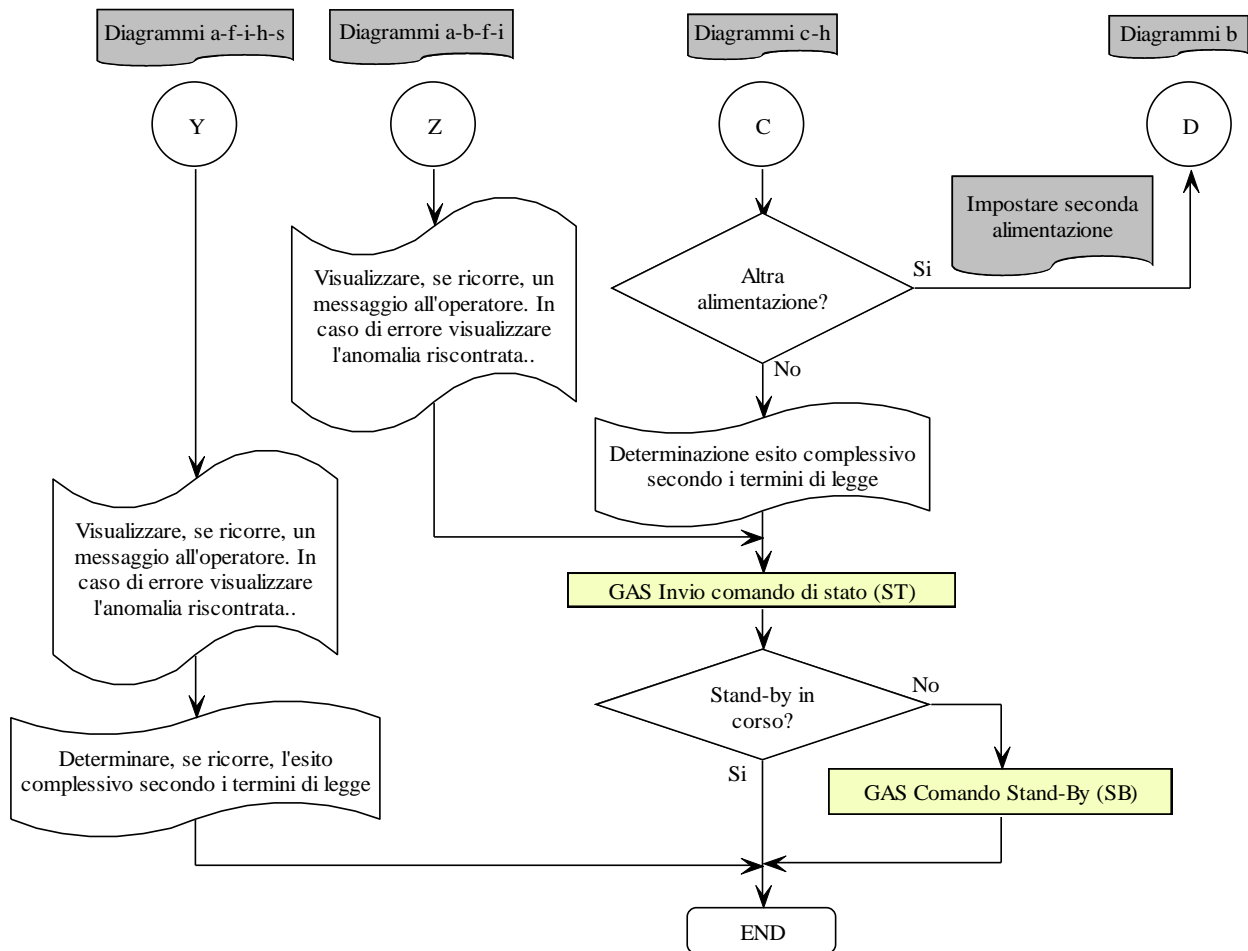 Diagrammi a-f-i-h-s
Diagrammi a-b-f-i
Diagrammi c-h
Diagrammi b
Y
Z
C
D
Impostare seconda
alimentazione
Visualizzare, se ricorre, un
messaggio all'operatore. In
caso di errore visualizzare
l'anomalia riscontrata..
Altra
alimentazione?
Si
No
Determinazione esito complessivo
secondo i termini di legge
Visualizzare, se ricorre, un
messaggio all'operatore. In
caso di errore visualizzare
l'anomalia riscontrata..
GAS Invio comando di stato (ST)
Stand-by in
corso?
No
Si
Determinare, se ricorre, l'esito
complessivo secondo i termini di legge
GAS Comando Stand-By (SB)
END